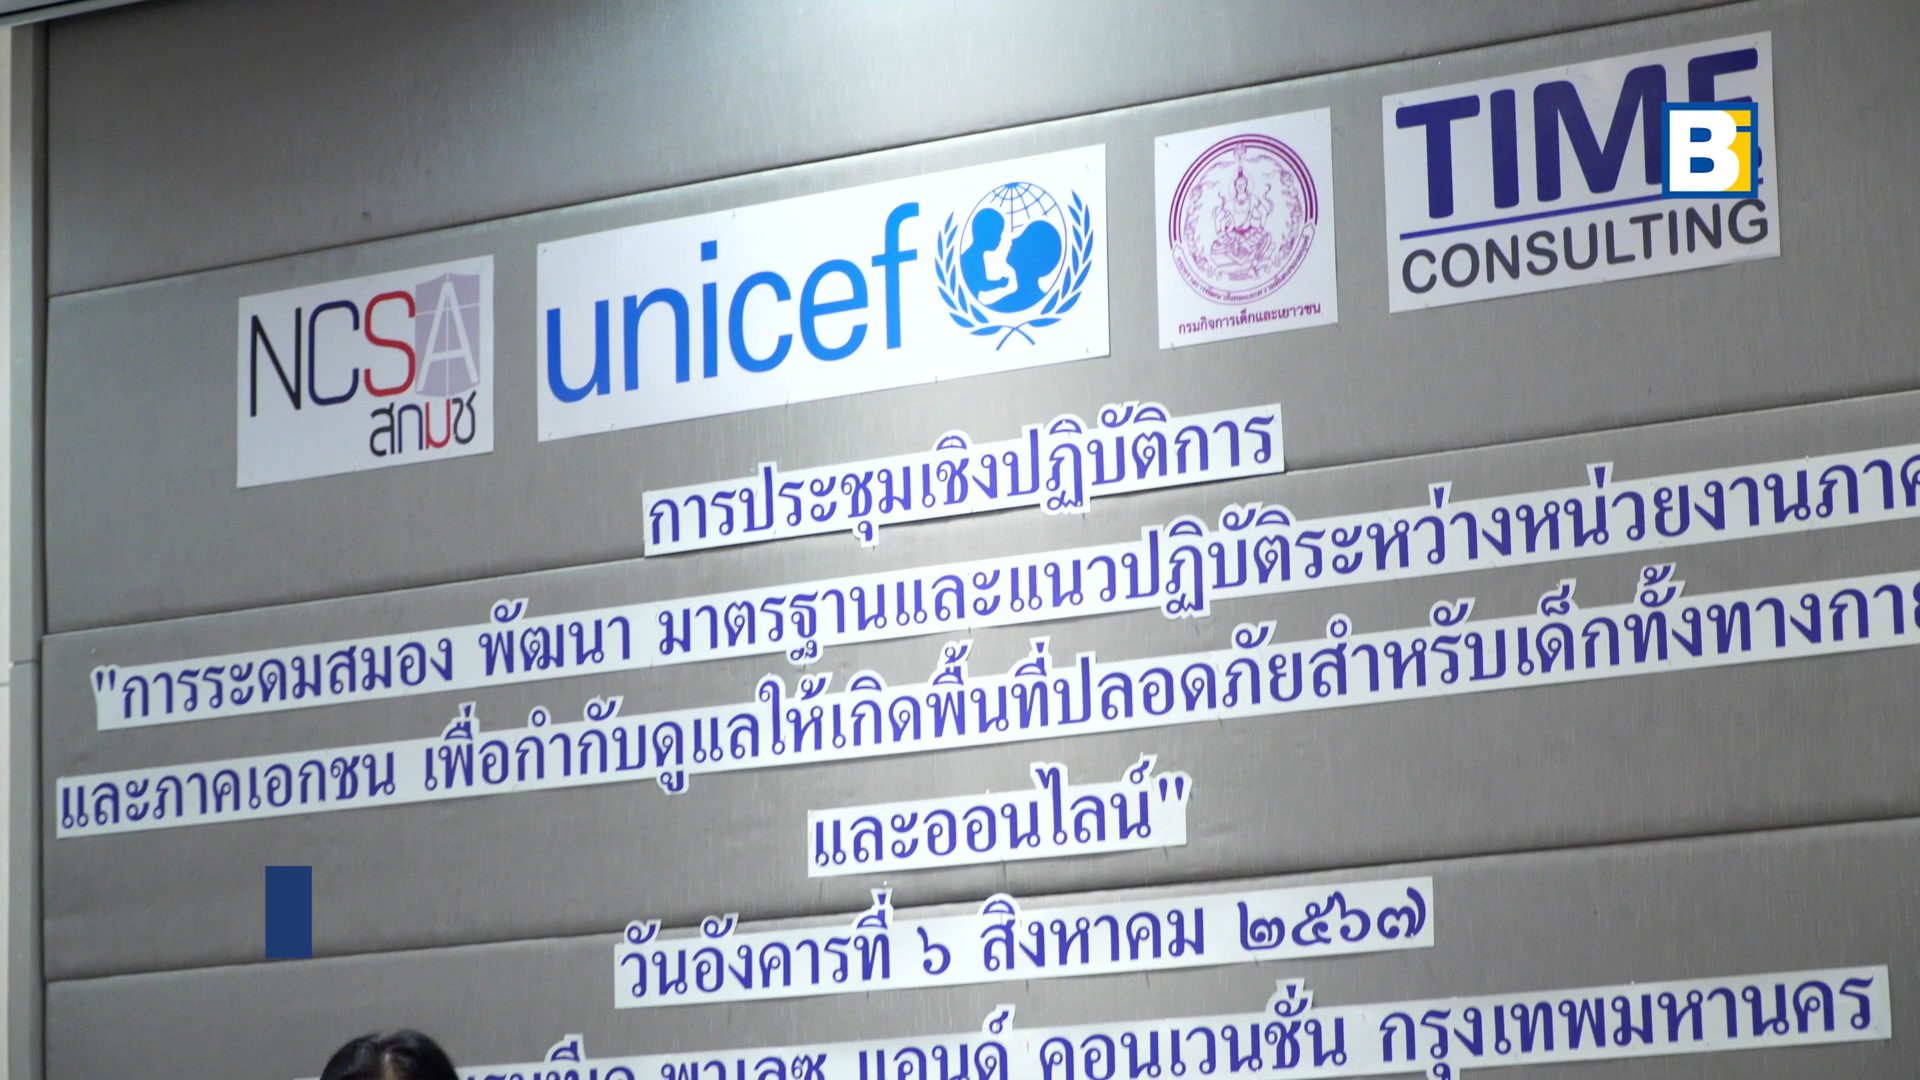 Bi
NCSA
สกมช
unicef
กรมกิจการเด็กและเยาวชน
TIME
CONSULTING
การประชุมเชิงปฏิบัติการ
"การระดมสมอง พัฒนา มาตรฐานและแนวปฏิบัติระหว่างหน่วยงานภาค
และภาคเอกชน เพื่อกำกับดูแลให้เกิดพื้นที่ปลอดภัยสำหรับเด็กทั้งทางกาย
และออนไลน์"
วันอังคารที่ ๖ สิงหาคม ๒๕๖๗
พาเลซ แอนด์ คอนเวนชั่น กรุงเทพมหานคร